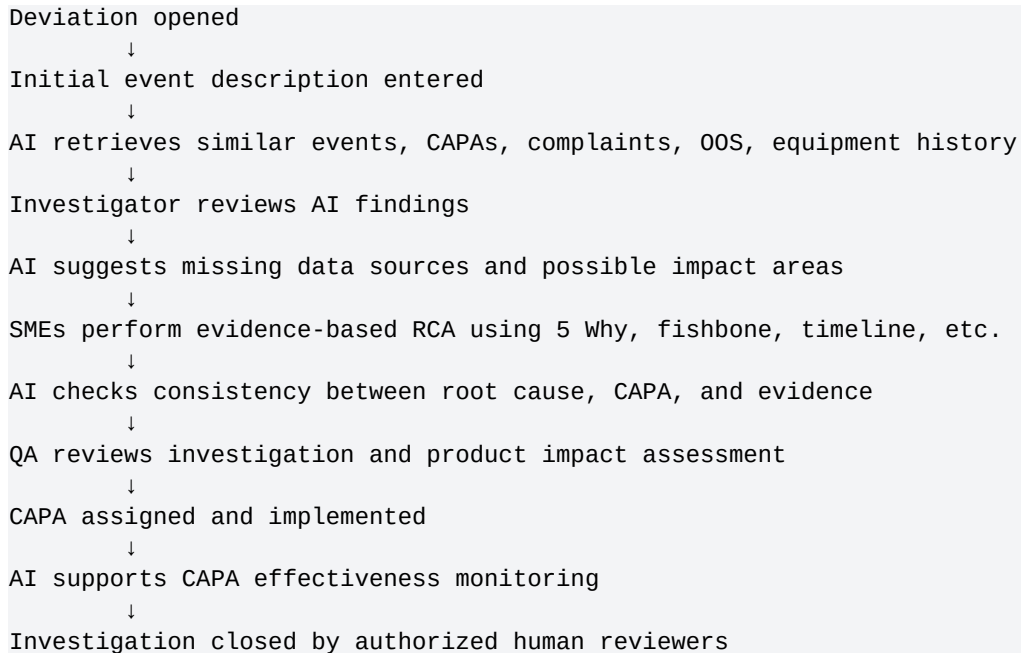 Deviation opened
↓
Initial event description entered
↓
AI retrieves similar events, CAPAs, complaints, OOS, equipment history
↓
Investigator reviews AI findings
↓
AI suggests missing data sources and possible impact areas
↓
SMEs perform evidence-based RCA using 5 Why, fishbone, timeline, etc.
↓
AI checks consistency between root cause, CAPA, and evidence
↓
QA reviews investigation and product impact assessment
↓
CAPA assigned and implemented
↓
AI supports CAPA effectiveness monitoring
↓
Investigation closed by authorized human reviewers